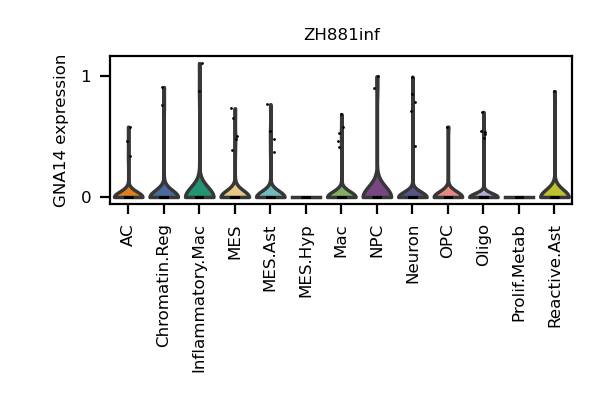 ZH881inf
GNA14 expression
1
0
AC
Chromatin.Reg
Inflammatory.Mac
MES
MES.Ast
MES.Hyp
Mac
NPC
Neuron
OPC
Oligo
Prolif.Metab
Reactive.Ast